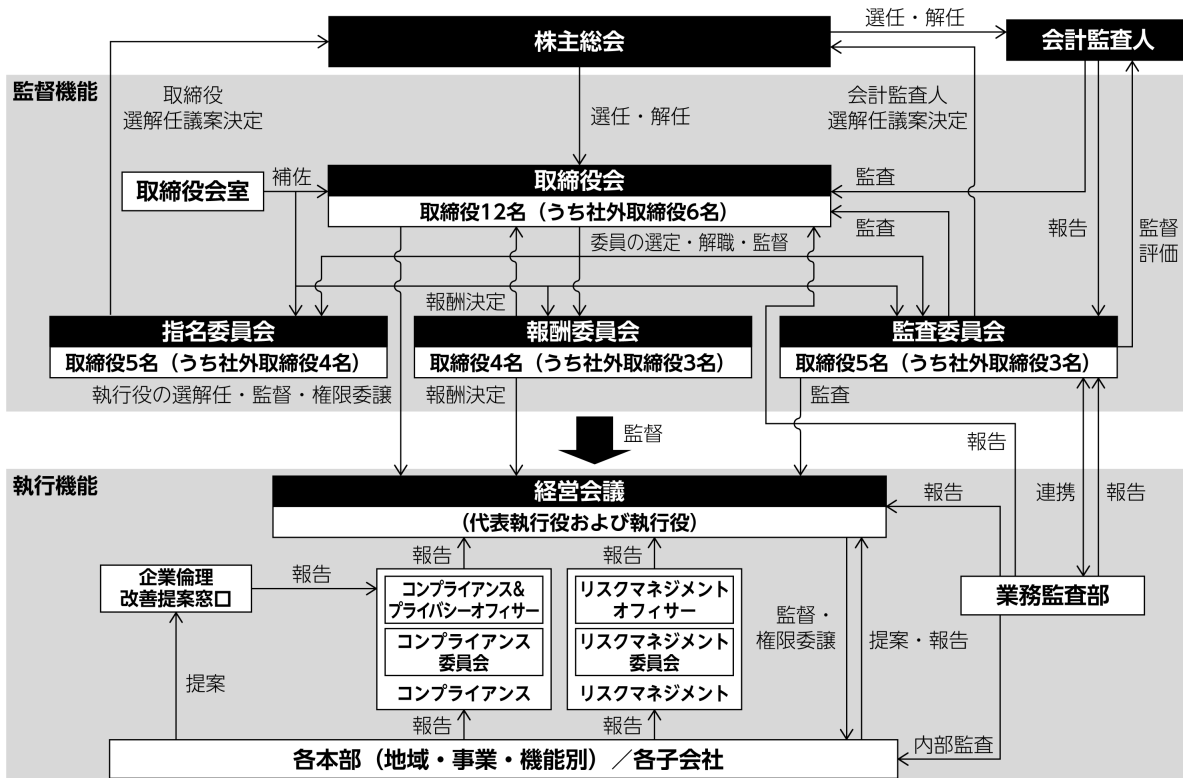 選任・解任
株主総会
会計監査人
監督機能
取締役
選解任議案決定
選任・解任
会計監査人
選解任議案決定
取締役会室
補佐
取締役会
取締役12名（うち社外取締役6名）
監査
監査
報告
監督
評価
委員の選定・解職・監督
報酬決定
指名委員会
取締役5名（うち社外取締役4名）
報酬委員会
取締役4名（うち社外取締役3名）
監査委員会
取締役5名（うち社外取締役3名）
執行役の選解任・監督・権限委譲
報酬決定
監査
監督
報告
執行機能
経営会議
（代表執行役および執行役）
報告
連携
報告
報告
報告
企業倫理
改善提案窓口
報告
コンプライアンス&
プライバシーオフィサー
コンプライアンス
委員会
コンプライアンス
リスクマネジメント
オフィサー
リスクマネジメント
委員会
リスクマネジメント
監督・
権限委譲
提案・報告
業務監査部
提案
報告
報告
内部監査
各本部（地域・事業・機能別）／各子会社